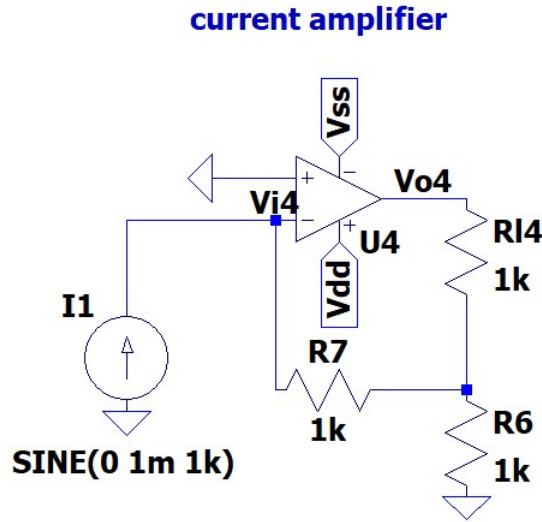 current amplifier
Vss
+
−
Vi4
Vo4
−
+
U4
Rl4
1k
Vdd
I1
R7
1k
R6
1k
SINE(0 1m 1k)